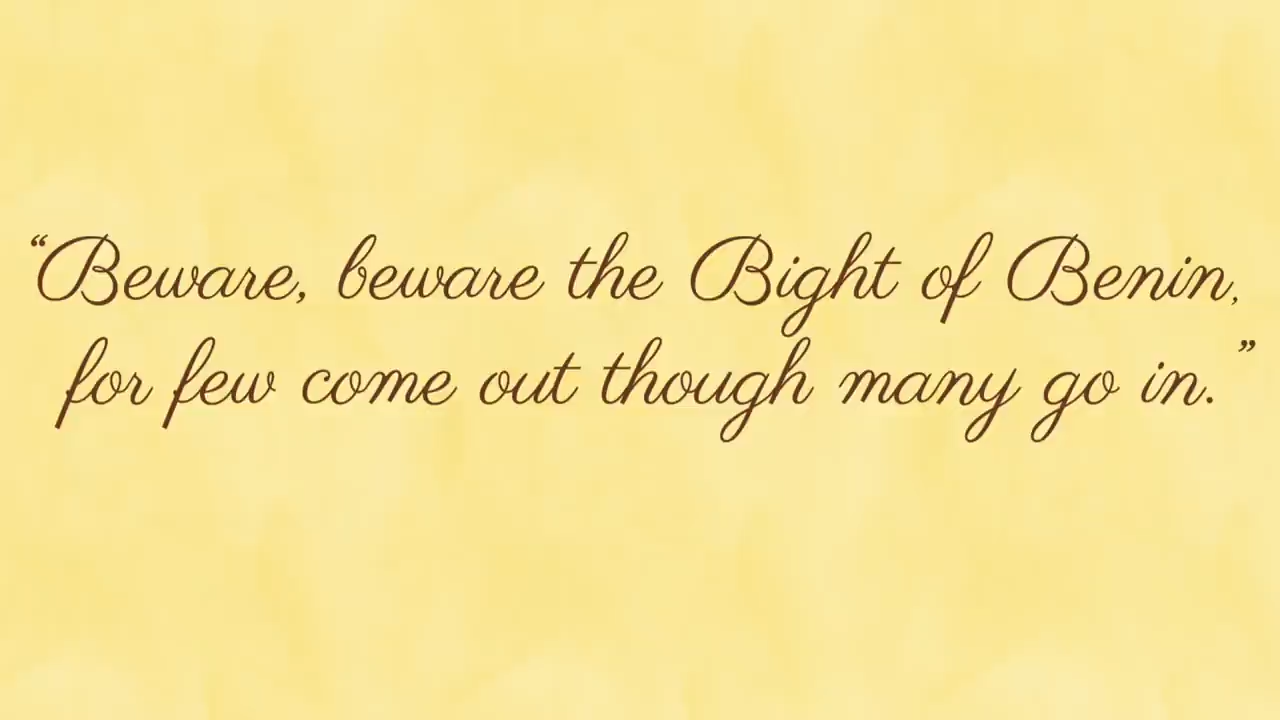 “Beware, beware the Bight of Benin,
for few come out though many go in.”